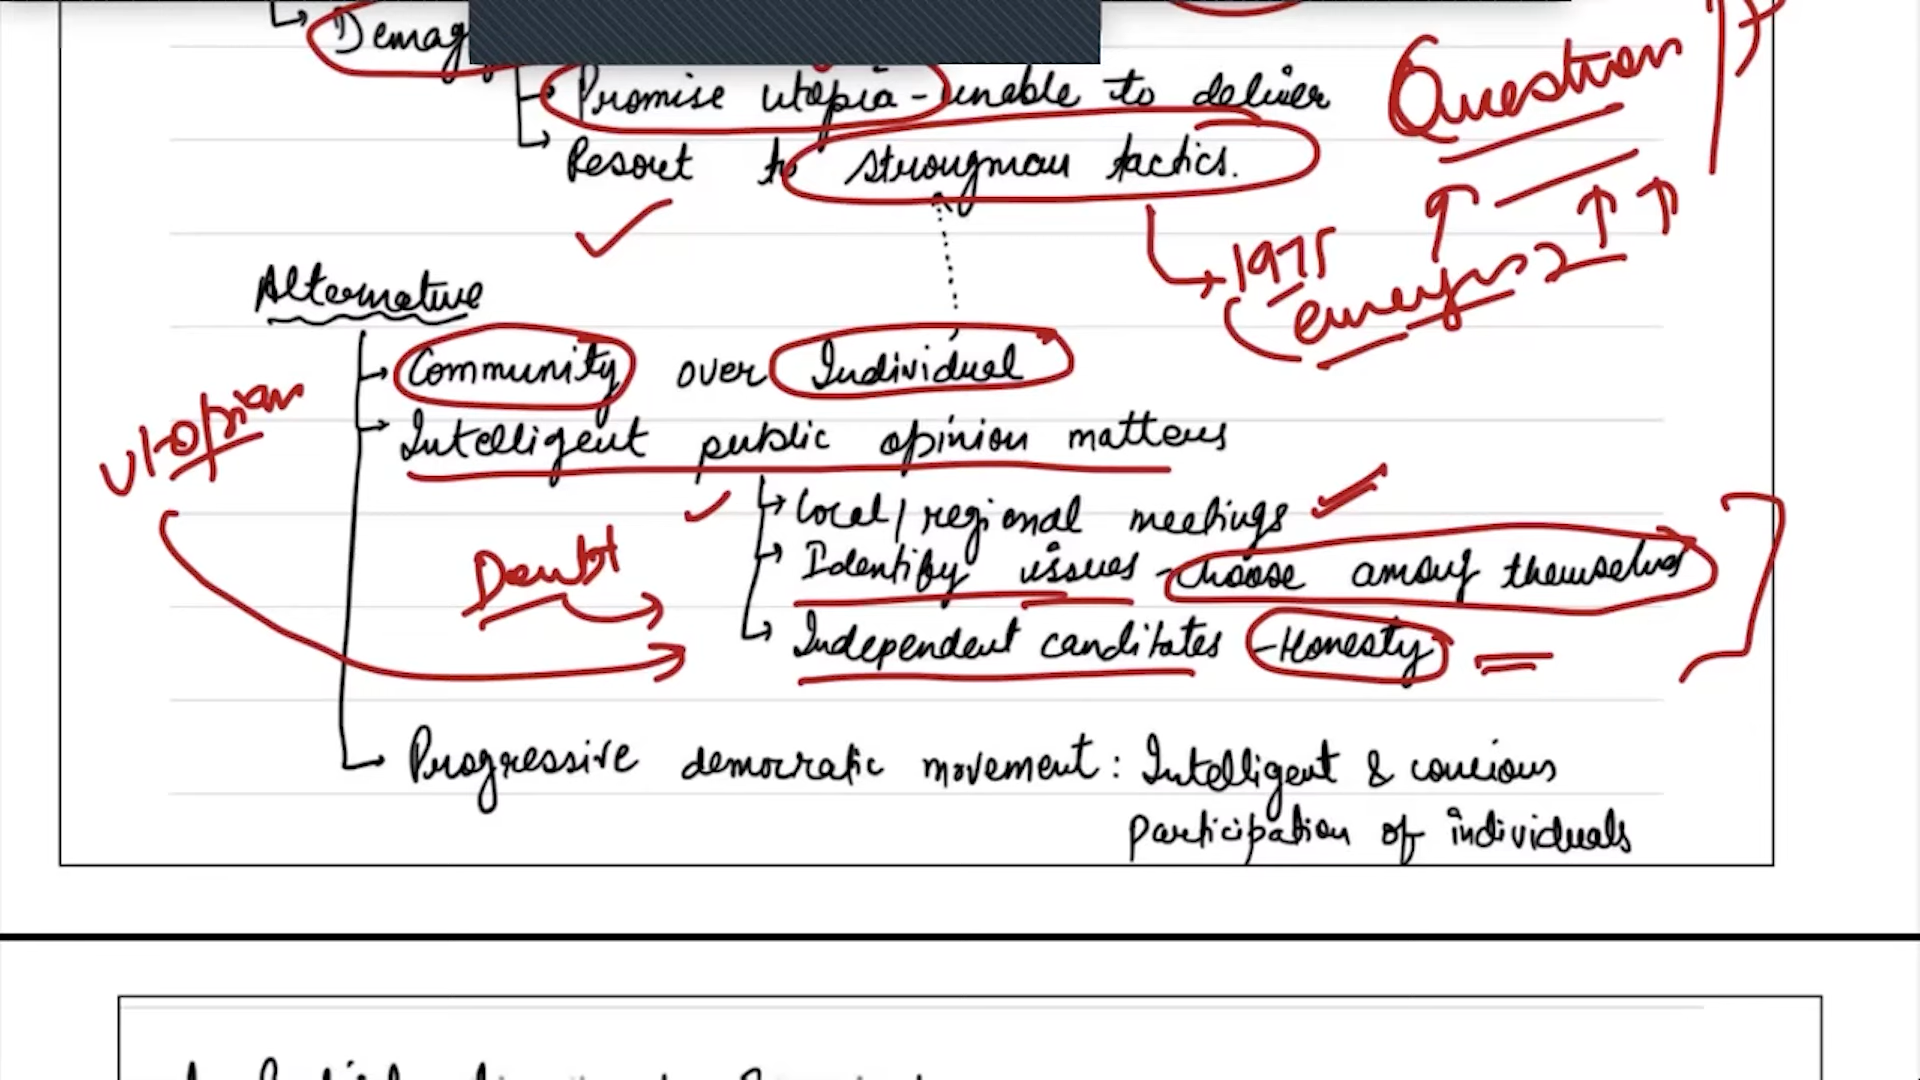 Demag
Promise utopia - unable to deliver
Question
Resort to strongman tactics.
1975
Alternative
Community over Individual
utopian
Intelligent public opinion matters
Local/regional meetings
Doubt
Identify issues - choose among themselves
Independent canditates - Honesty
Progressive democratic movement: Intelligent & concious
participation of individuals